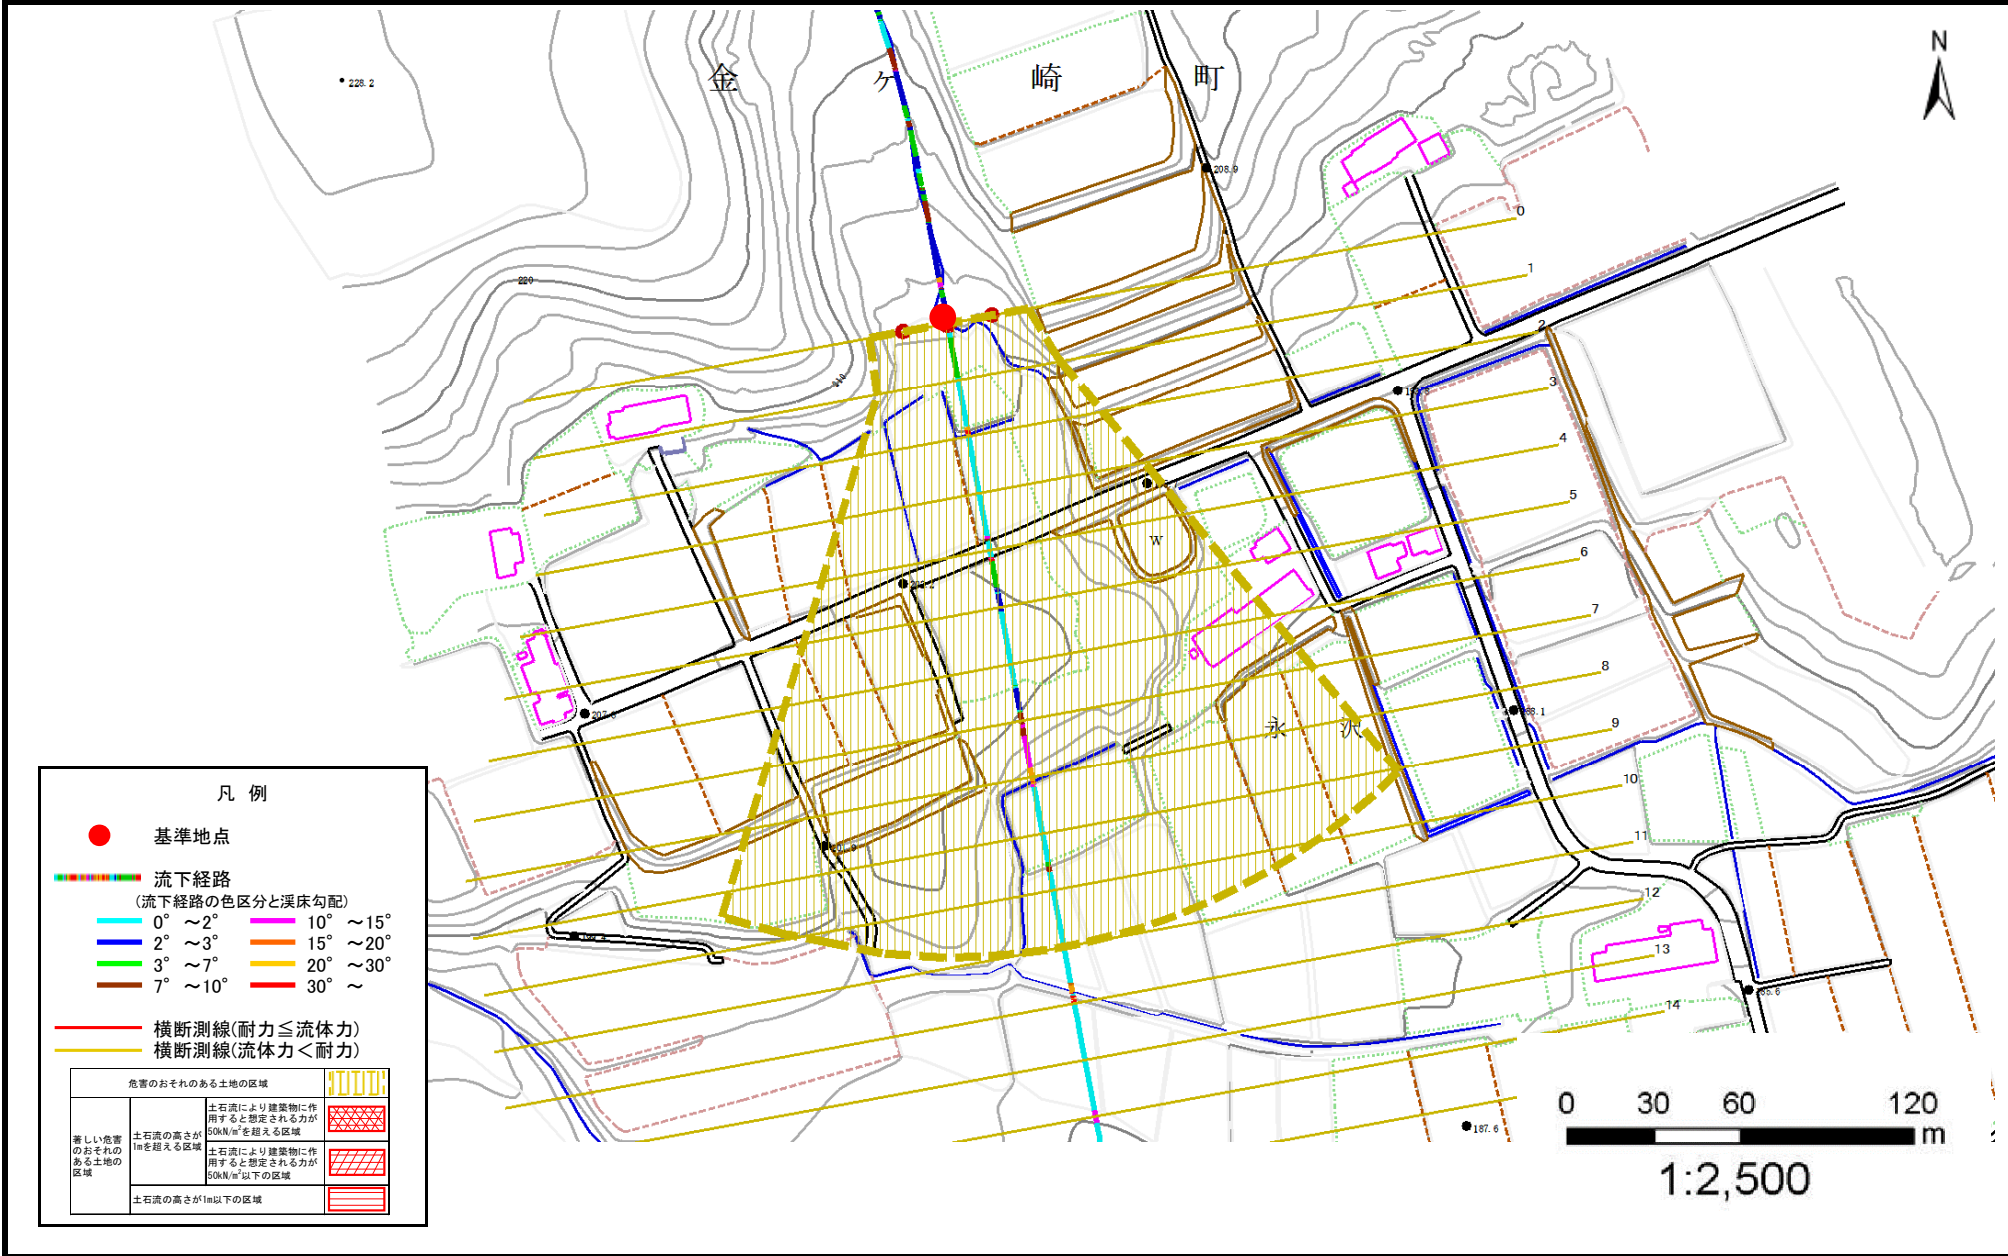 金ケ崎町
N
228.2
208.9
220
210
0
1
2
3
4
5
6
7
8
9
10
11
12
13
14
W
永沢
187.6
凡 例
基準地点
流下経路
(流下経路の色区分と渓床勾配)
0° ～2° 10° ～15°
2° ～3° 15° ～20°
3° ～7° 20° ～30°
7° ～10° 30° ～
横断測線(耐力≦流体力)
横断測線(流体力＜耐力)
危害のおそれのある土地の区域
著しい危害
のおそれの
ある土地の
区域
土石流の高さが
1mを超える区域
土石流により建築物に作
用すると想定される力が
50kN/m²を超える区域
土石流により建築物に作
用すると想定される力が
50kN/m²以下の区域
土石流の高さが1m以下の区域
0 30 60 120
m
1:2,500